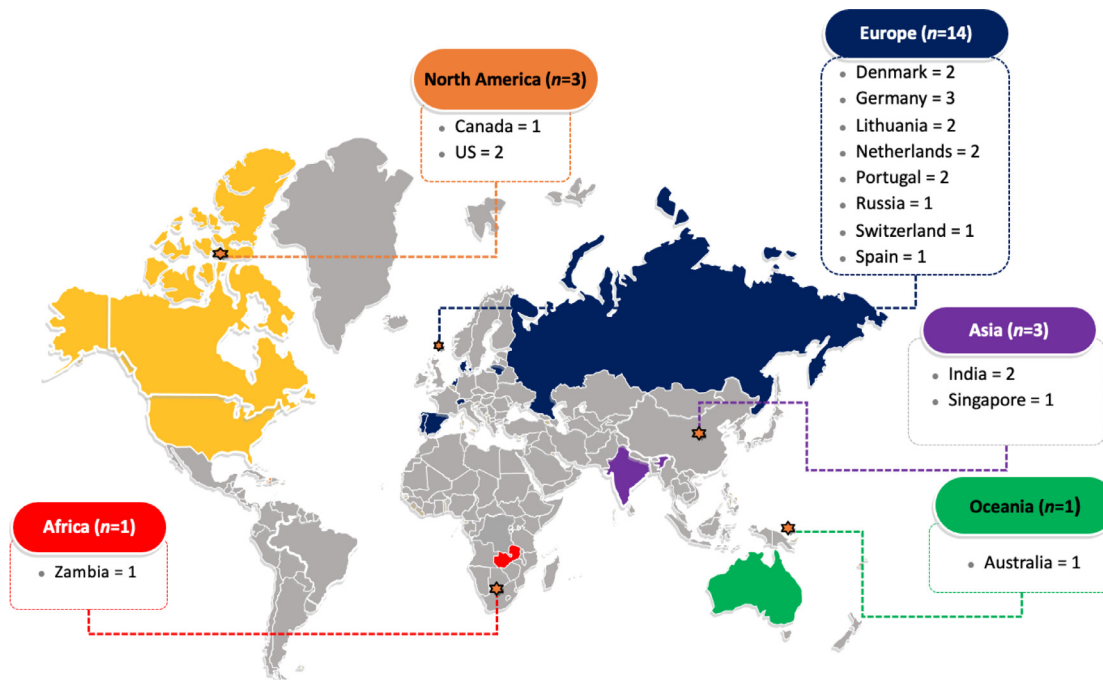 Europe (n=14)
• Denmark = 2
• Germany = 3
• Lithuania = 2
• Netherlands = 2
• Portugal = 2
• Russia = 1
• Switzerland = 1
• Spain = 1
North America (n=3)
• Canada = 1
• US = 2
Asia (n=3)
• India = 2
• Singapore = 1
Africa (n=1)
• Zambia = 1
Oceania (n=1)
• Australia = 1